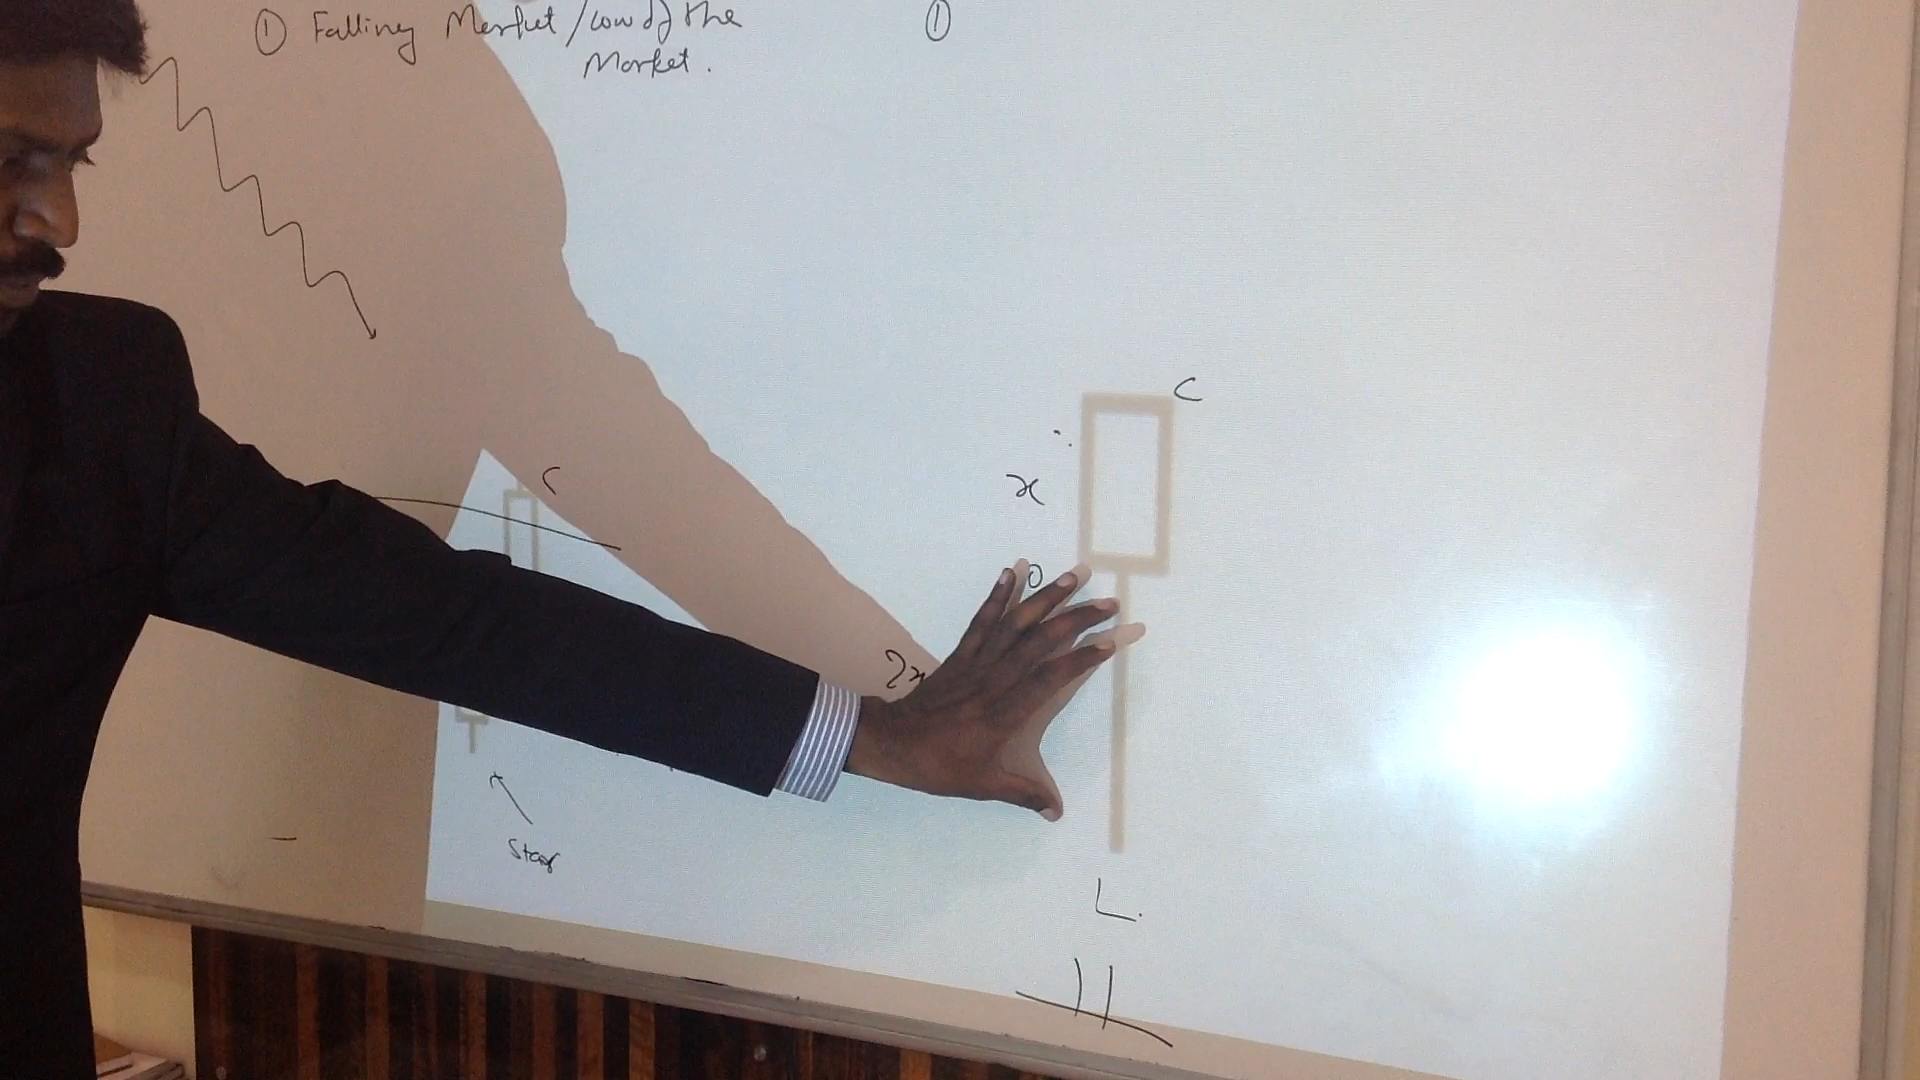 ① Falling Market / Low of the
Market.
①
C
C
x
O
2x
Star
L.